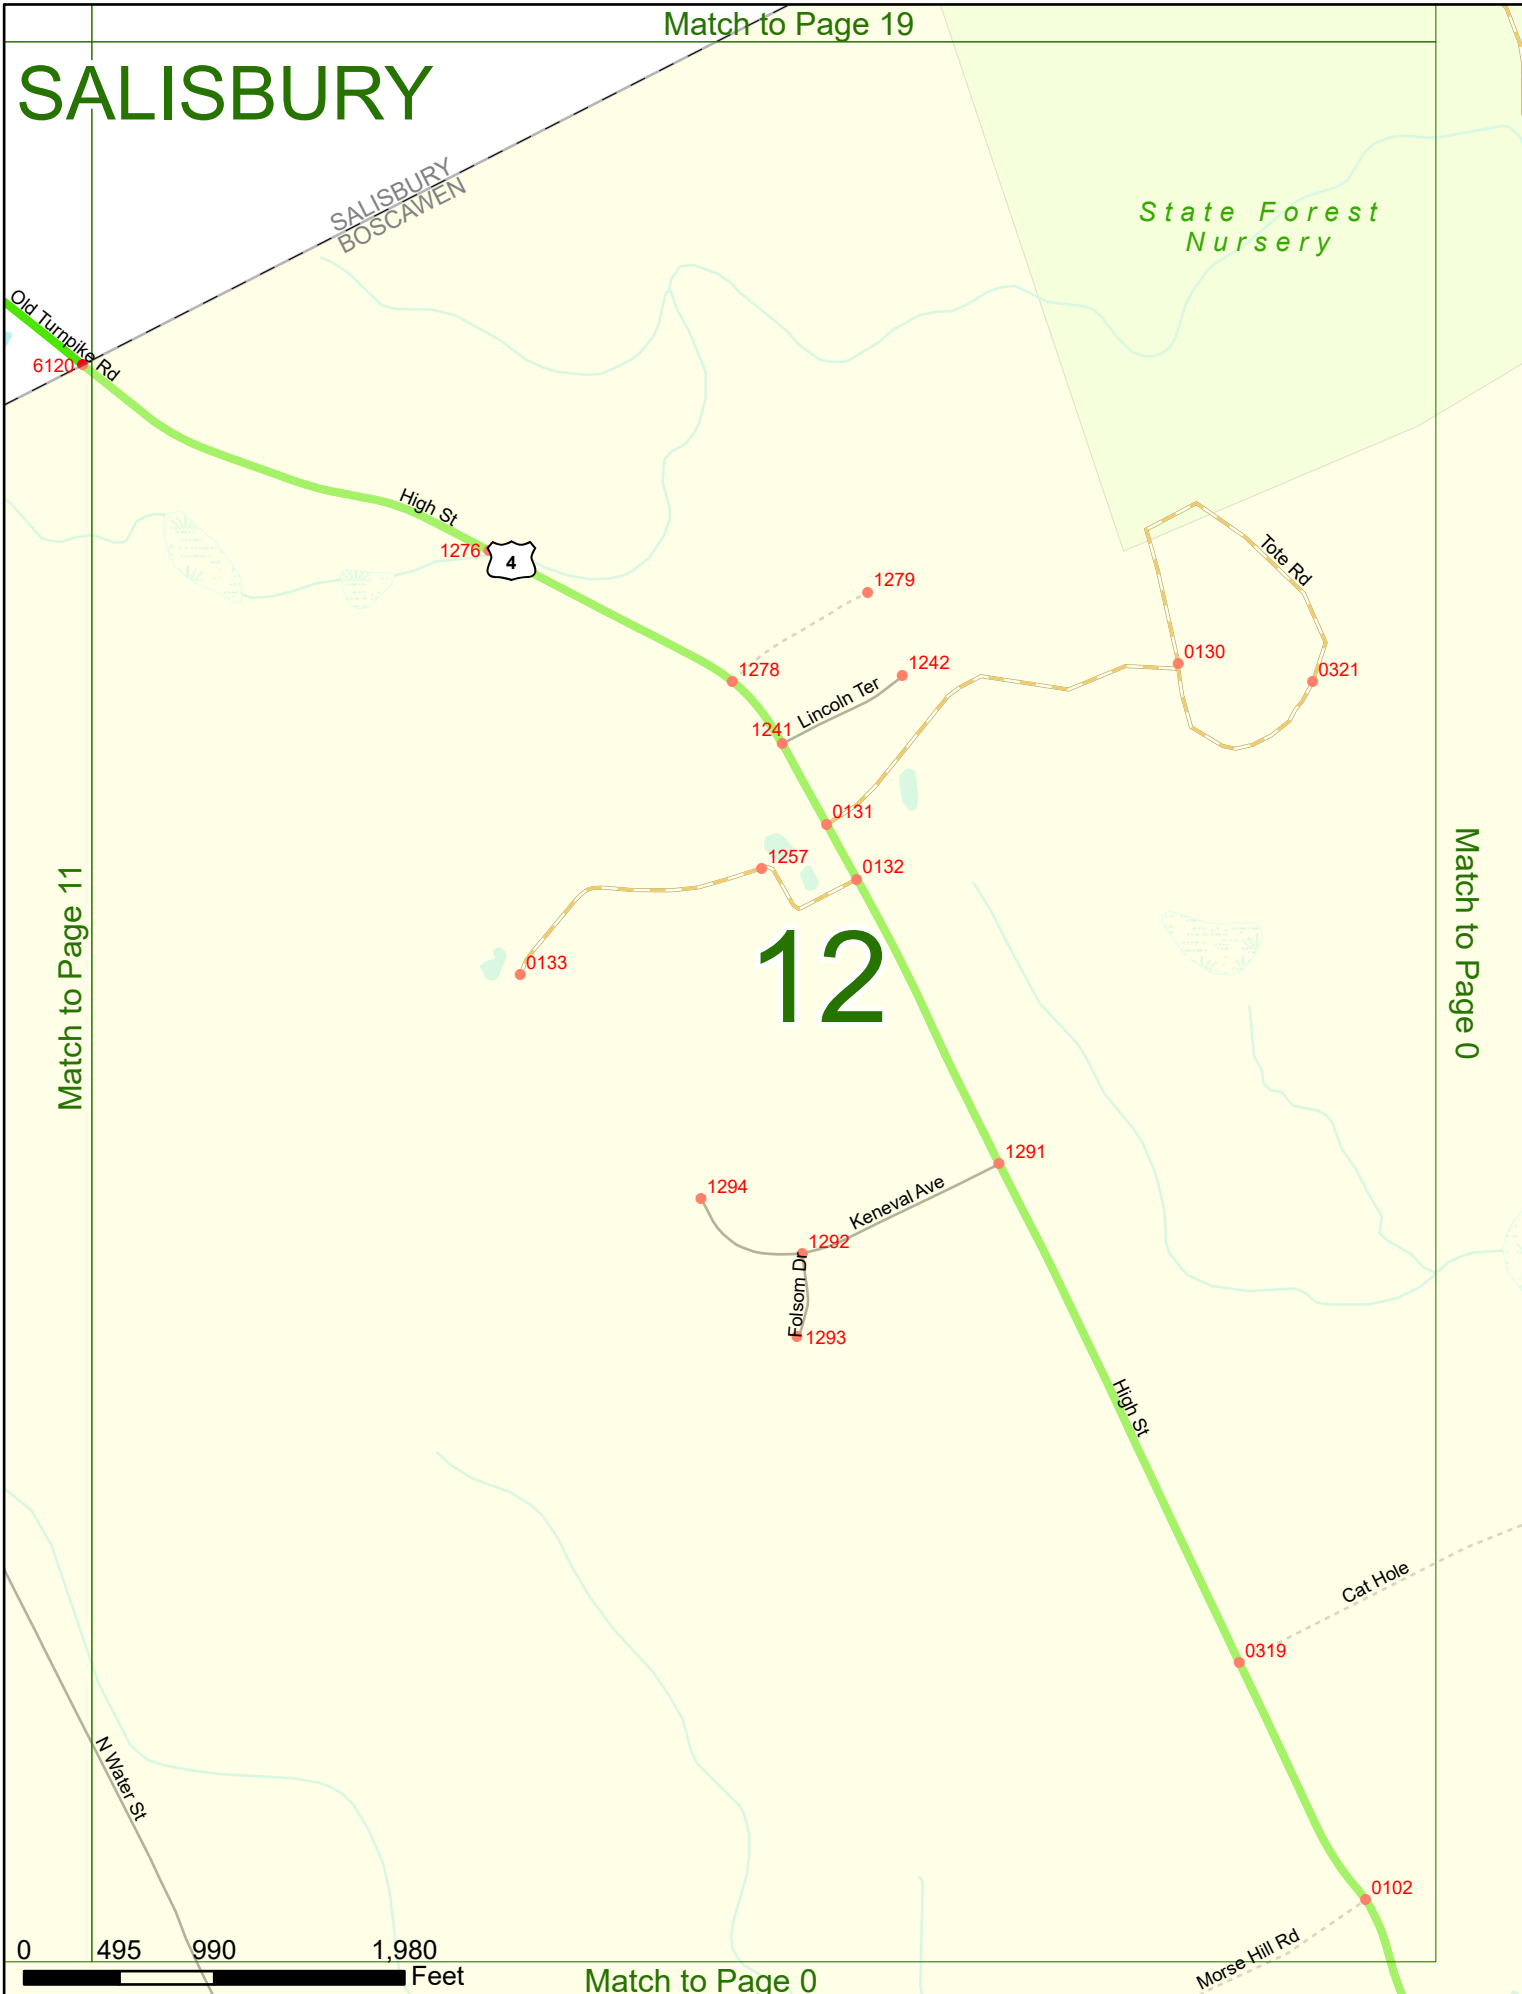 Match to Page 19
SALISBURY
SALISBURY
BOSCAWEN
State Forest
Nursery
Old Turnpike Rd
6120
High St
1276
4
1279
Tote Rd
1278
1242
0130
0321
Lincoln Ter
1241
0131
1257
0132
Match to Page 11
Match to Page 0
0133
12
1291
1294
Keneval Ave
1292
Folsom Dr
1293
High St
Cat Hole
0319
N Water St
0102
Morse Hill Rd
0 495 990 1,980
Feet
Match to Page 0